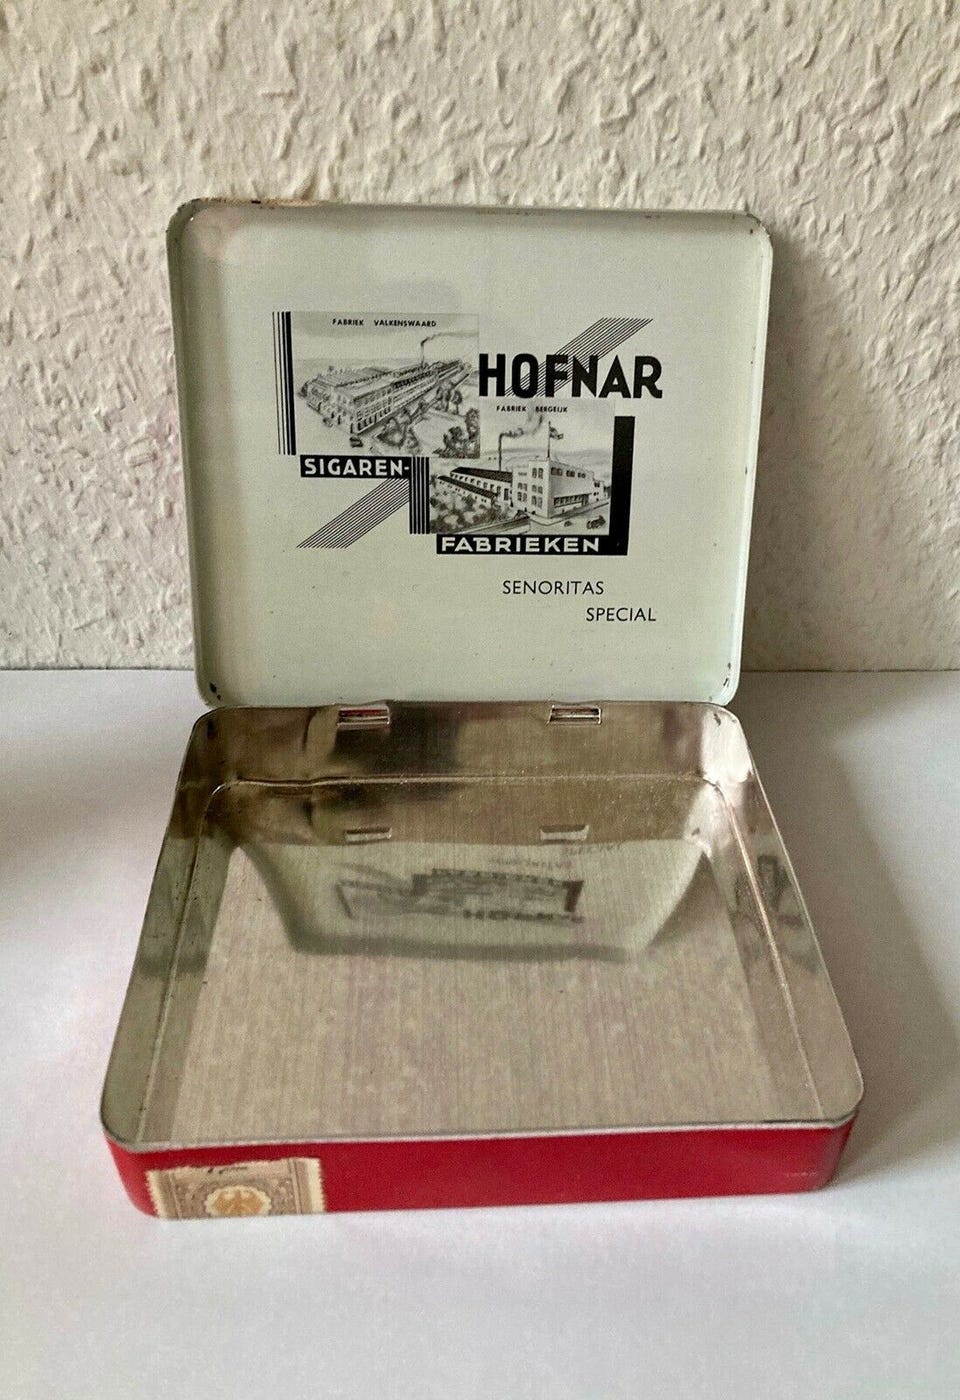 FABRIEK VALKENSWAARD
HOFNAR
FABRIEK BERGEIJK
SIGAREN-
FABRIEKEN
SENORITAS
SPECIAL